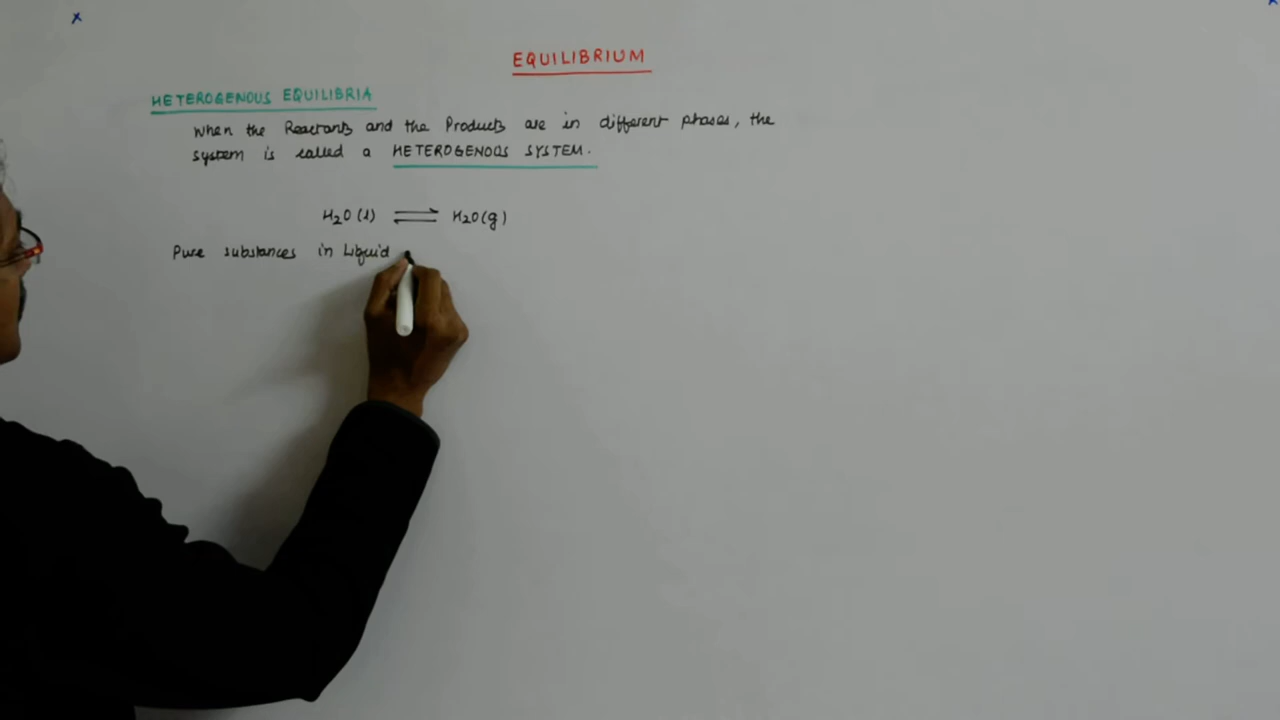 EQUILIBRIUM
HETEROGENOUS EQUILIBRIA
When the Reactants and the Products are in different phases, the
system is called a HETEROGENOUS SYSTEM.
H₂O(l) ⇌ H₂O(g)
Pure substances in Liquid